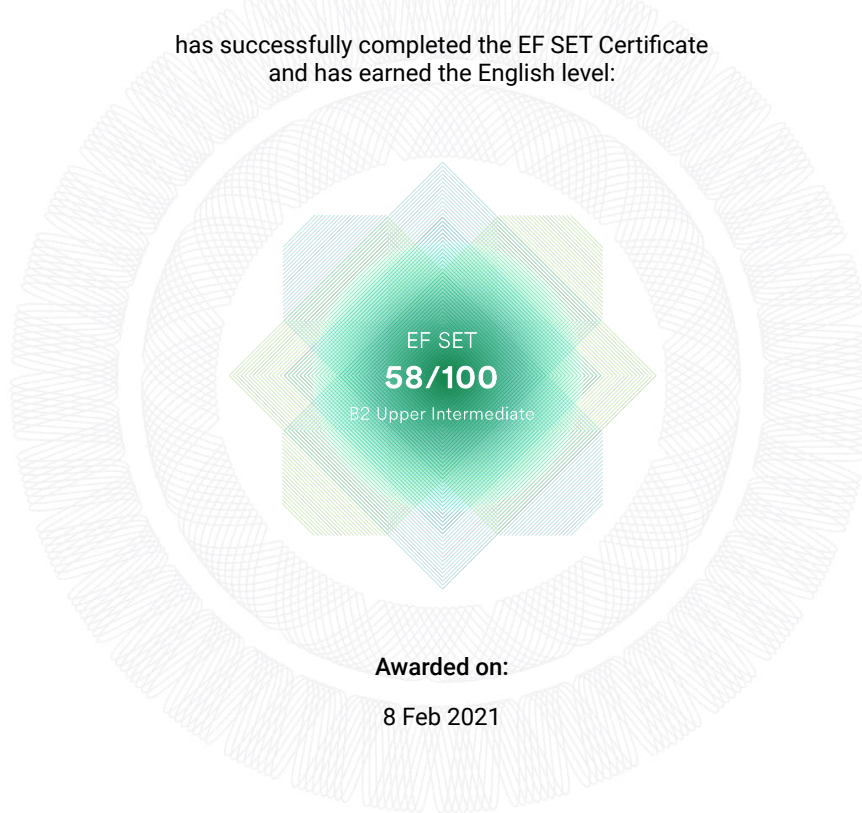 has successfully completed the EF SET Certificate
and has earned the English level:
EF SET
58/100
B2 Upper Intermediate
Awarded on:
8 Feb 2021